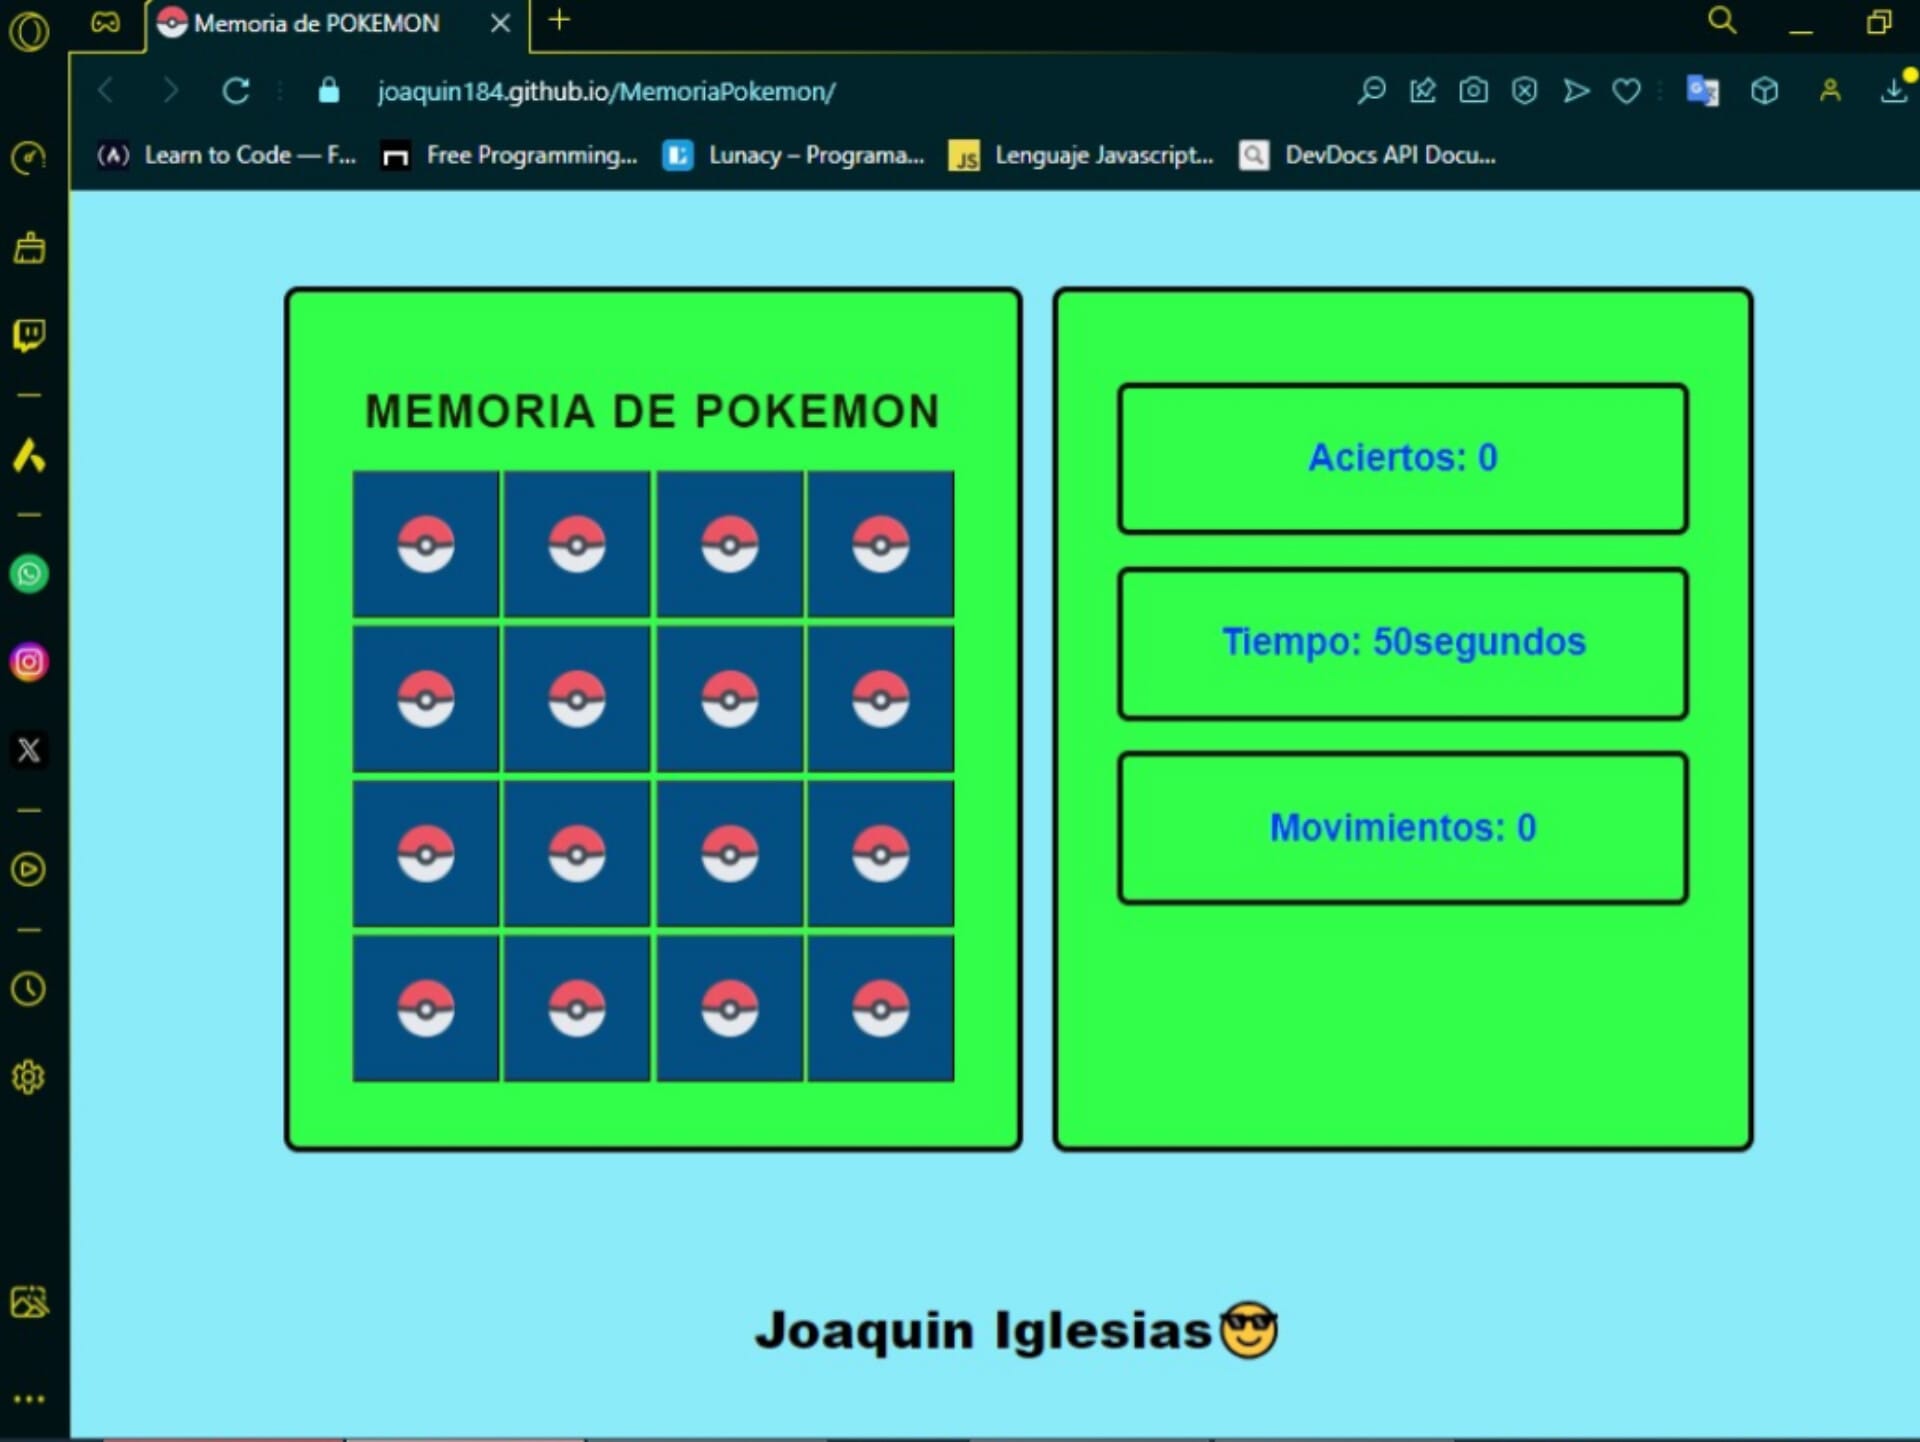 Memoria de POKEMON
joaquin184.github.io/MemoriaPokemon/
Learn to Code — F...
Free Programming...
Lunacy – Programa...
JS Lenguaje Javascript...
DevDocs API Docu...
MEMORIA DE POKEMON
Aciertos: 0
Tiempo: 50segundos
Movimientos: 0
Joaquin Iglesias😎